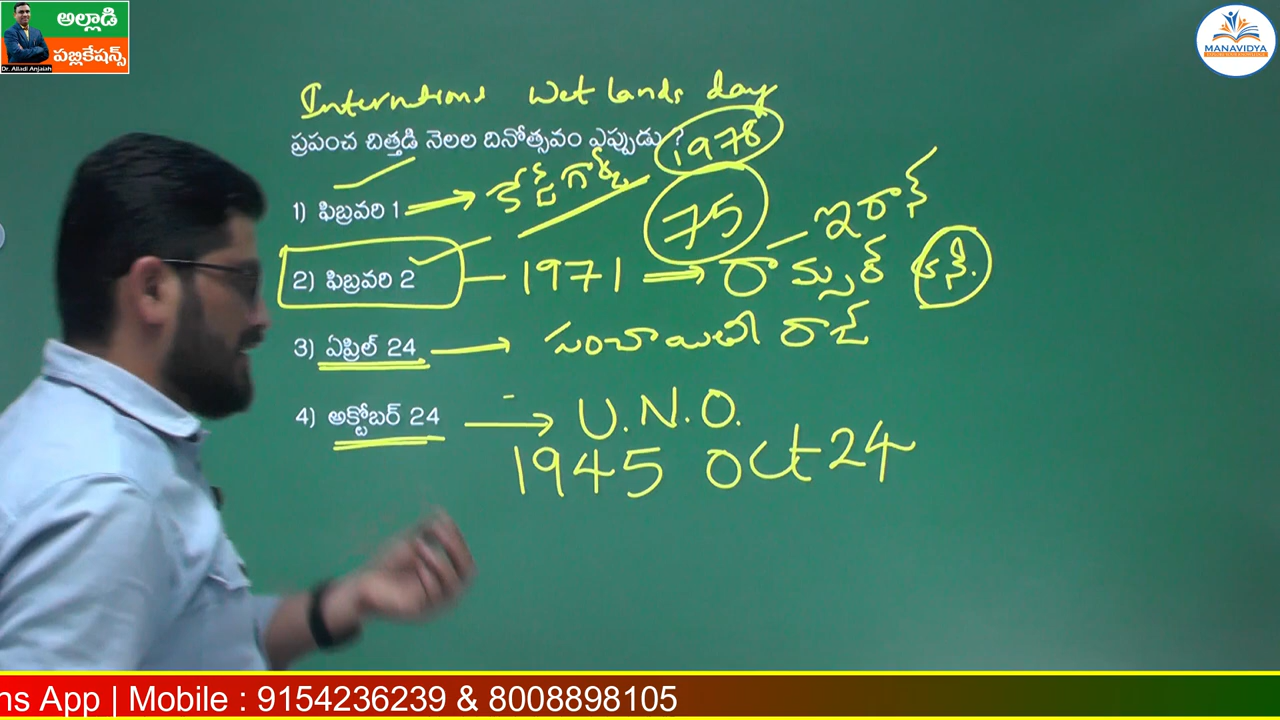 అల్లాడి
పబ్లికేషన్స్
Dr. Alladi Anjaiah
MANAVIDYA
Wet lands day
ప్రపంచ చిత్తడి నెలల దినోత్సవం ఎప్పుడు ?
1978
1) ఫిబ్రవరి 1
75
ఇరాన్
2) ఫిబ్రవరి 2
1971
రామ్సర్
3) ఏప్రిల్ 24
పంచాయితీ రాజ్
4) అక్టోబర్ 24
U.N.O.
1945 Oct 24
ns App | Mobile : 9154236239 & 8008898105